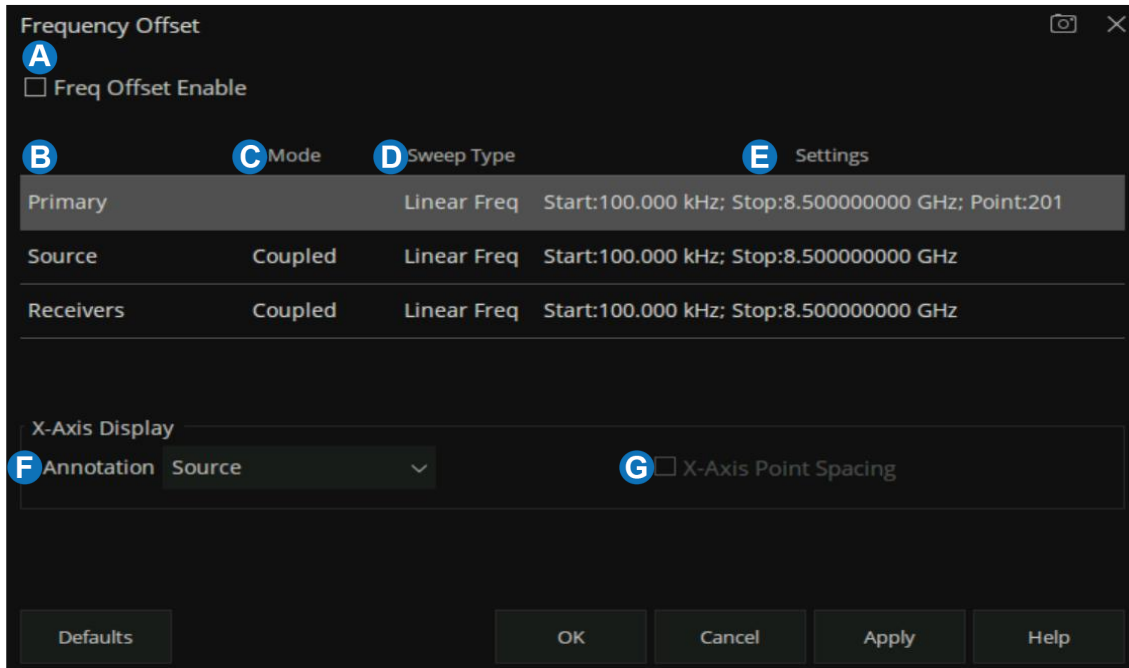 Frequency Offset
A
Freq Offset Enable
B C Mode D Sweep Type E Settings
Primary Linear Freq Start:100.000 kHz; Stop:8.500000000 GHz; Point:201
Source Coupled Linear Freq Start:100.000 kHz; Stop:8.500000000 GHz
Receivers Coupled Linear Freq Start:100.000 kHz; Stop:8.500000000 GHz
X-Axis Display
F Annotation Source G X-Axis Point Spacing
Defaults OK Cancel Apply Help